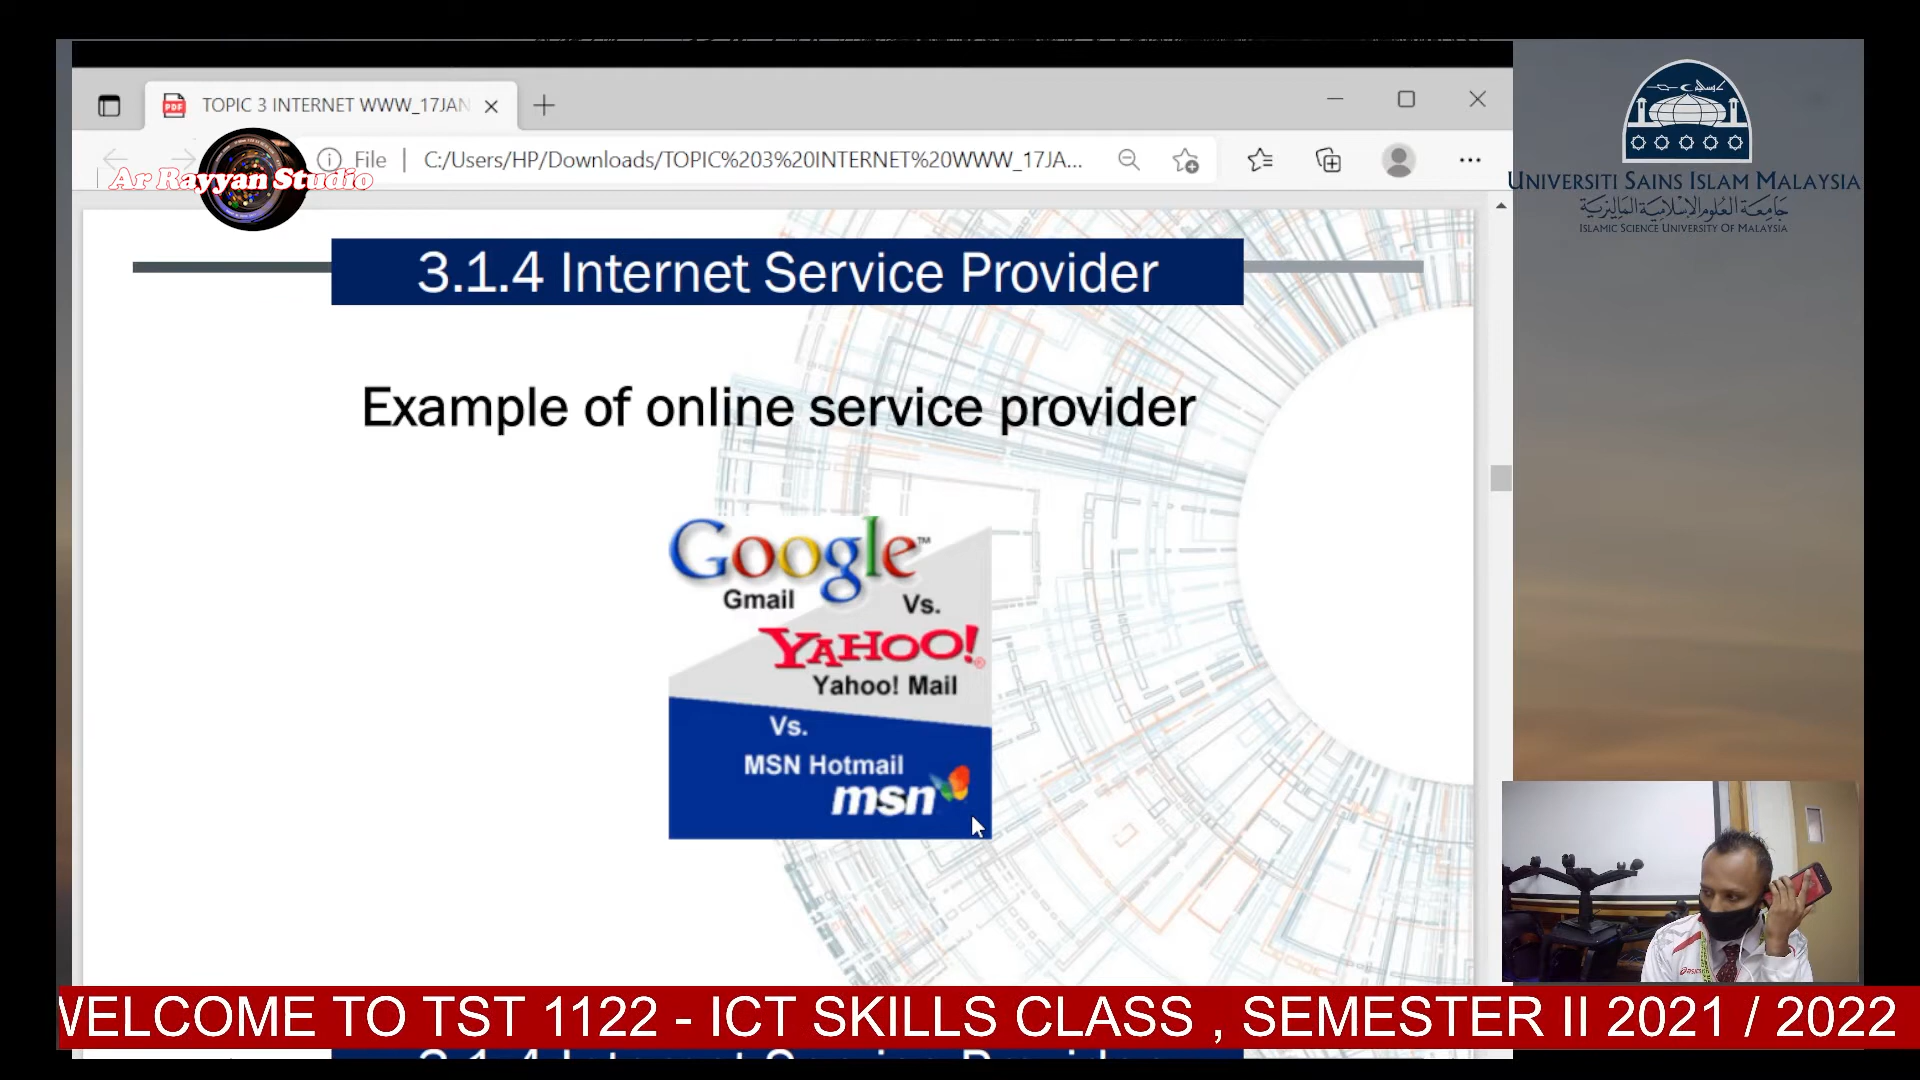 TOPIC 3 INTERNET WWW_17JAN
File | C:/Users/HP/Downloads/TOPIC%203%20INTERNET%20WWW_17JA...
Ar Rayyan Studio
UNIVERSITI SAINS ISLAM MALAYSIA
جامعة العلوم الإسلامية الماليزية
ISLAMIC SCIENCE UNIVERSITY OF MALAYSIA
3.1.4 Internet Service Provider
Example of online service provider
Google™
Gmail
Vs.
YAHOO!®
Yahoo! Mail
Vs.
MSN Hotmail
msn
WELCOME TO TST 1122 - ICT SKILLS CLASS , SEMESTER II 2021 / 2022